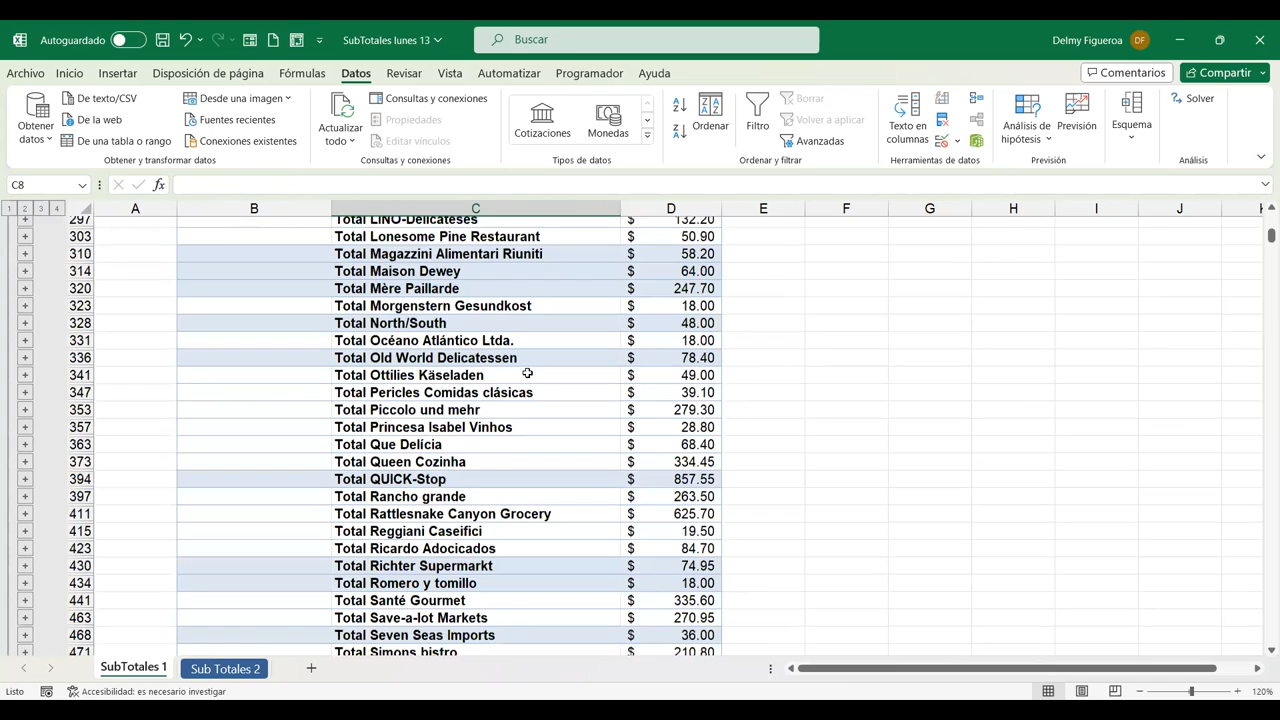 Autoguardado SubTotales lunes 13 Buscar Delmy Figueroa DF
Archivo Inicio Insertar Disposición de página Fórmulas Datos Revisar Vista Automatizar Programador Ayuda Comentarios Compartir
Obtener datos
De texto/CSV
De la web
De una tabla o rango
Desde una imagen
Fuentes recientes
Conexiones existentes
Actualizar todo
Consultas y conexiones
Propiedades
Editar vínculos
Cotizaciones
Monedas
Ordenar
Filtro
Borrar
Volver a aplicar
Avanzadas
Texto en columnas
Análisis de hipótesis
Previsión
Esquema
Solver
Obtener y transformar datos Consultas y conexiones Tipos de datos Ordenar y filtrar Herramientas de datos Previsión Análisis
C8 fx
1 2 3 4 A B C D E F G H I J
297 Total LINO-Delicateses $ 132.20
303 Total Lonesome Pine Restaurant $ 50.90
310 Total Magazzini Alimentari Riuniti $ 58.20
314 Total Maison Dewey $ 64.00
320 Total Mère Paillarde $ 247.70
323 Total Morgenstern Gesundkost $ 18.00
328 Total North/South $ 48.00
331 Total Océano Atlántico Ltda. $ 18.00
336 Total Old World Delicatessen $ 78.40
341 Total Ottilies Käseladen $ 49.00
347 Total Pericles Comidas clásicas $ 39.10
353 Total Piccolo und mehr $ 279.30
357 Total Princesa Isabel Vinhos $ 28.80
363 Total Que Delícia $ 68.40
373 Total Queen Cozinha $ 334.45
394 Total QUICK-Stop $ 857.55
397 Total Rancho grande $ 263.50
411 Total Rattlesnake Canyon Grocery $ 625.70
415 Total Reggiani Caseifici $ 19.50
423 Total Ricardo Adocicados $ 84.70
430 Total Richter Supermarkt $ 74.95
434 Total Romero y tomillo $ 18.00
441 Total Santé Gourmet $ 335.60
463 Total Save-a-lot Markets $ 270.95
468 Total Seven Seas Imports $ 36.00
471 Total Simons bistro $ 210.80
SubTotales 1 Sub Totales 2
Listo Accesibilidad: es necesario investigar 120%